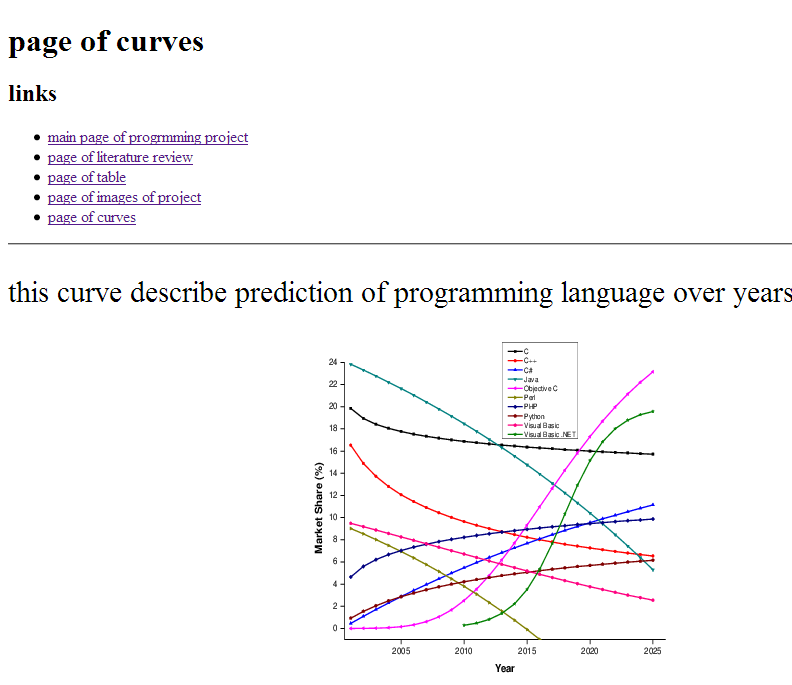 page of curves
links
main page of progrmming project
page of literature review
page of table
page of images of project
page of curves
this curve describe prediction of programming language over years
C
C++
C#
Java
Objective C
Perl
PHP
Python
Visual Basic
Visual Basic .NET
24
22
20
18
16
14
12
10
8
6
4
2
0
Market Share (%)
2005 2010 2015 2020 2025
Year